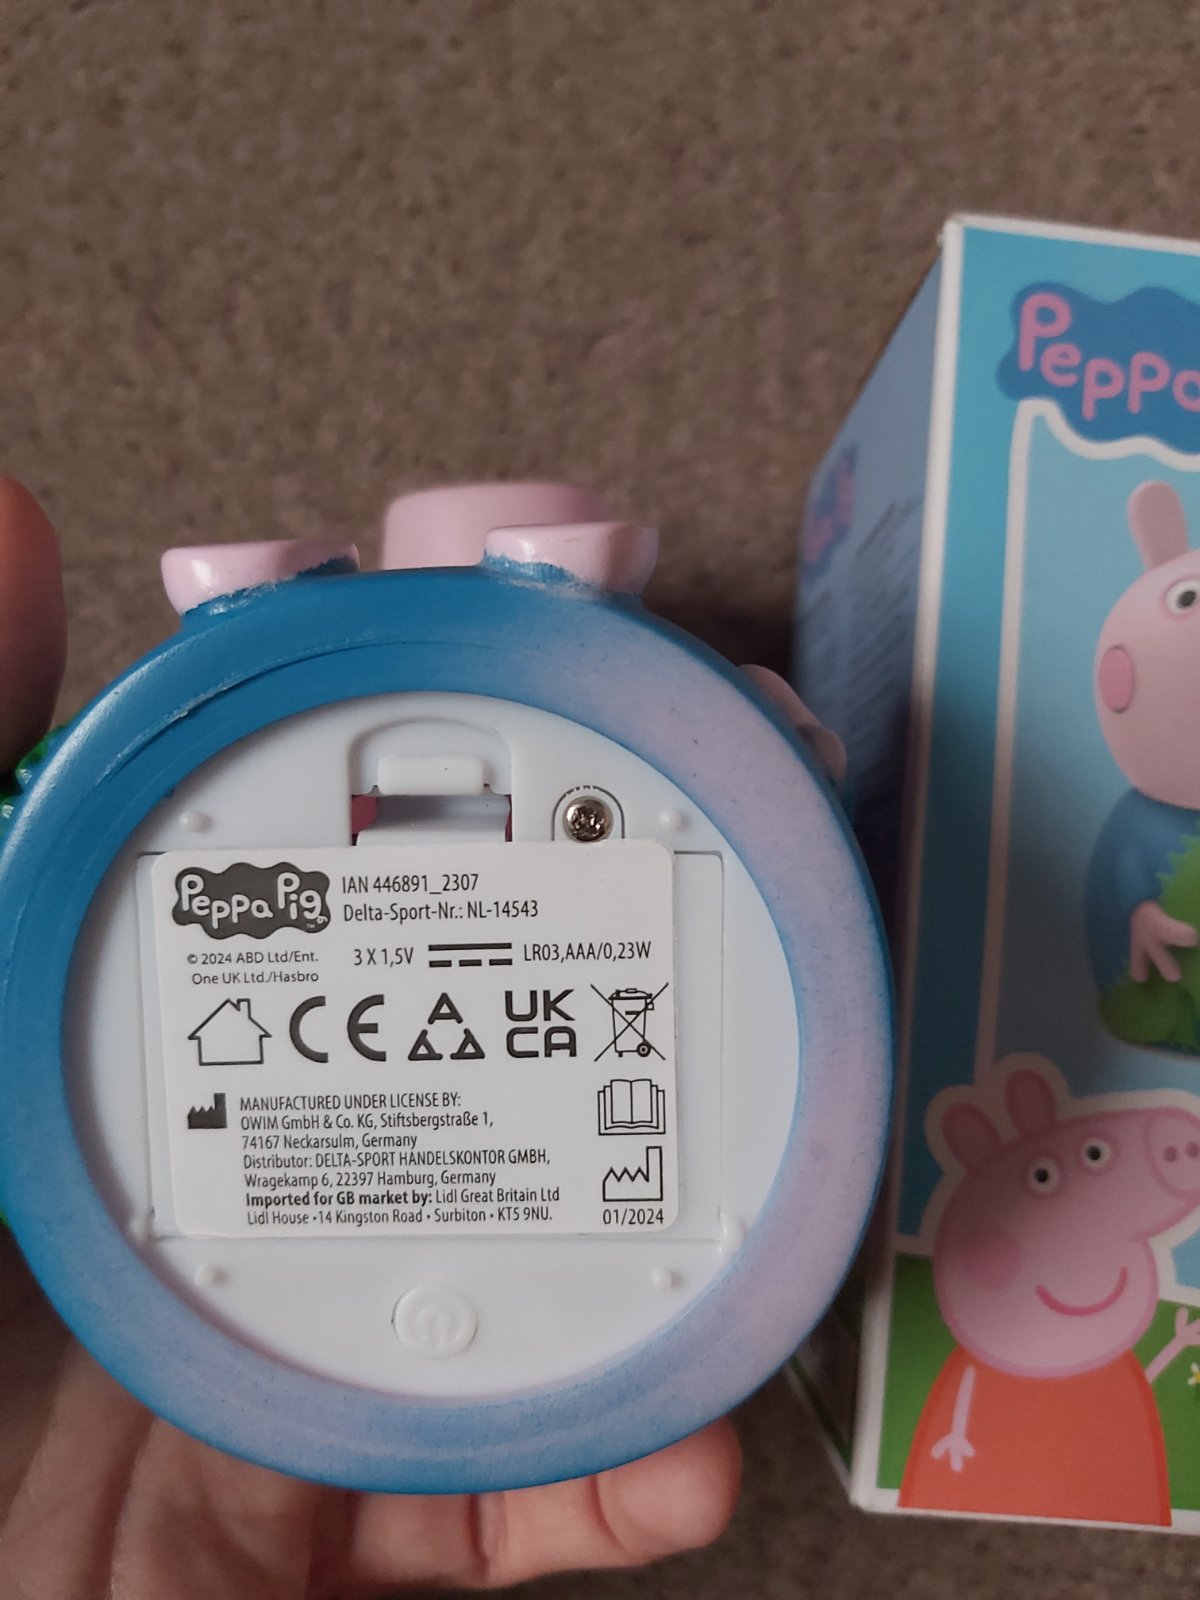 Peppa Pig
™
IAN 446891_2307
Delta-Sport-Nr.: NL-14543
© 2024 ABD Ltd/Ent.
One UK Ltd./Hasbro
3 X 1,5V
LR03,AAA/0,23W
CE
UK
CA
MANUFACTURED UNDER LICENSE BY:
OWIM GmbH & Co. KG, Stiftsbergstraße 1,
74167 Neckarsulm, Germany
Distributor: DELTA-SPORT HANDELSKONTOR GMBH,
Wragekamp 6, 22397 Hamburg, Germany
Imported for GB market by: Lidl Great Britain Ltd
Lidl House • 14 Kingston Road • Surbiton • KT5 9NU.
01/2024
Peppa